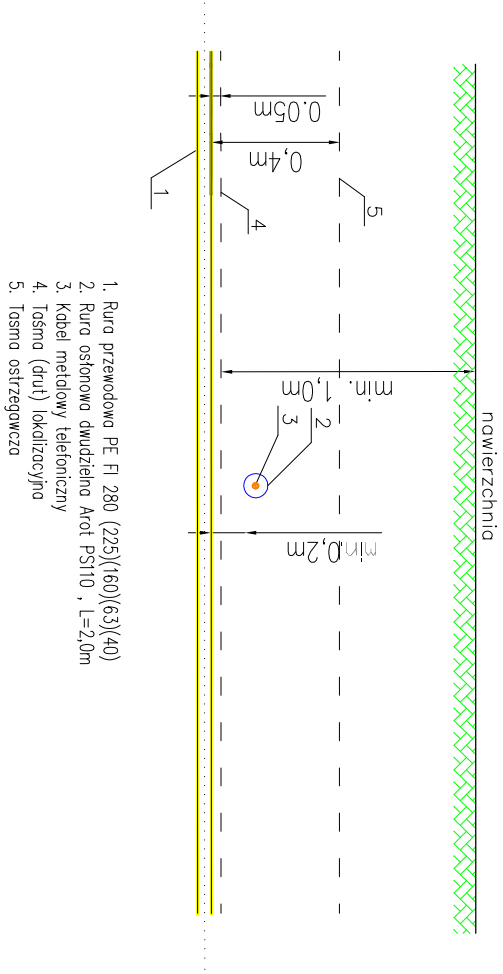 nawierzchnia
0.05m
0,4m
min. 1,0m
min. 0,2m
1
4
5
3
2
1. Rura przewodowa PE FI 280 (225)(160)(63)(40)
2. Rura osłonowa dwudzielna Arot PS110 , L=2,0m
3. Kabel metalowy telefoniczny
4. Taśma (drut) lokalizacyjna
5. Tasma ostrzegawcza